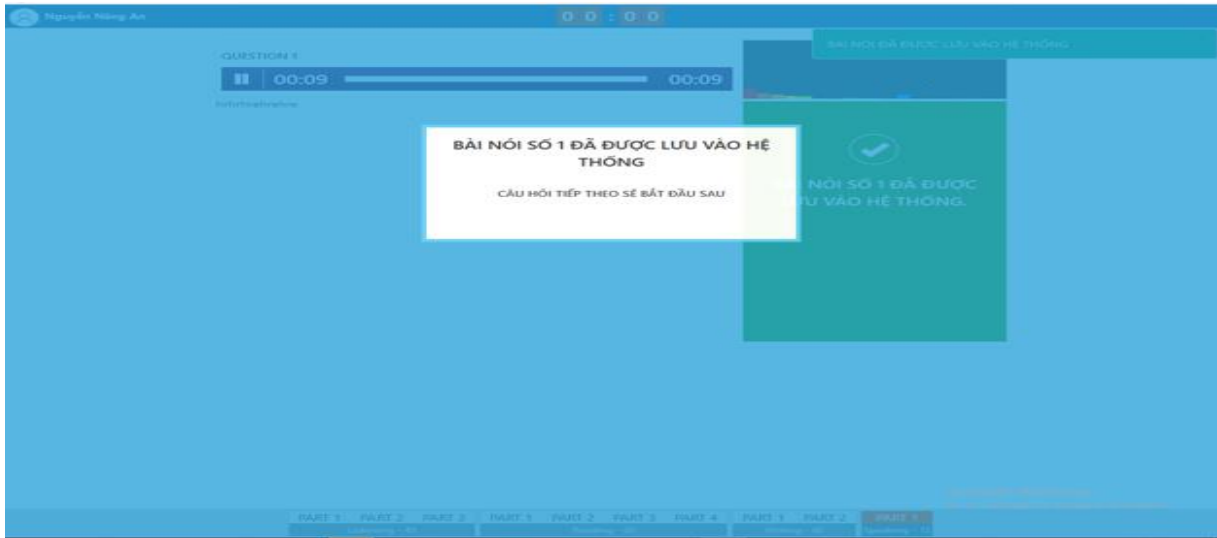 Nguyễn Năng An
00:00
BÀI NÓI ĐÃ ĐƯỢC LƯU VÀO HỆ THỐNG
QUESTION 1
00:09 00:09
BÀI NÓI SỐ 1 ĐÃ ĐƯỢC LƯU VÀO HỆ
THỐNG
CÂU HỎI TIẾP THEO SẼ BẮT ĐẦU SAU
NÓI SỐ 1 ĐÃ ĐƯỢC
LƯU VÀO HỆ THỐNG.
PART 1 PART 2 PART 3 PART 1 PART 2 PART 3 PART 4 PART 1 PART 2 PART 1